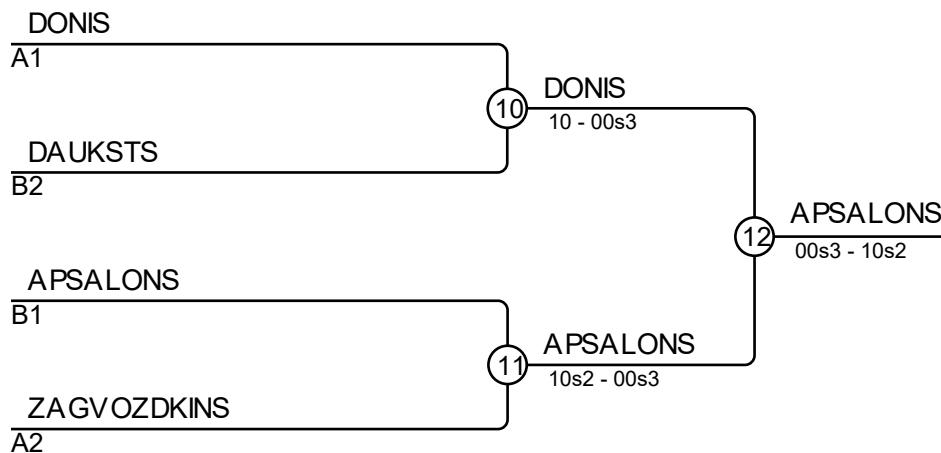 DONIS
A1
10
DONIS
10 - 00s3
DAUKSTS
B2
12
APSALONS
00s3 - 10s2
APSALONS
B1
11
APSALONS
10s2 - 00s3
ZAGVOZDKINS
A2